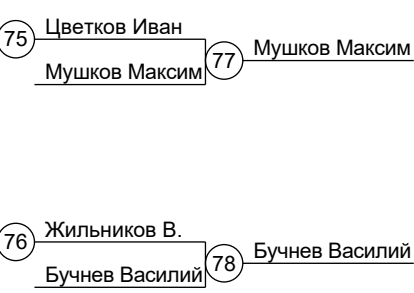 Цветков Иван
75
Мушков Максим
77
Мушков Максим
Жильников В.
76
Бучнев Василий
78
Бучнев Василий